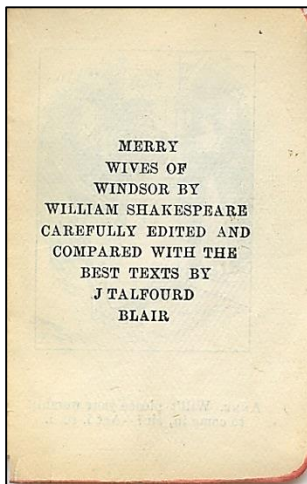 MERRY
WIVES OF
WINDSOR BY
WILLIAM SHAKESPEARE
CAREFULLY EDITED AND
COMPARED WITH THE
BEST TEXTS BY
J TALFOURD
BLAIR